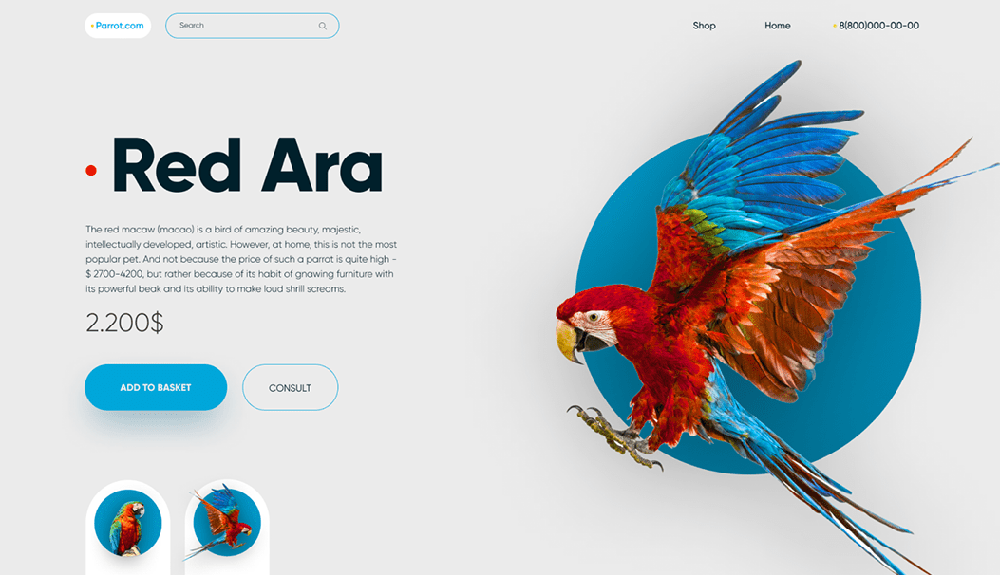 Parrot.com
Search
Shop
Home
8(800)000-00-00
Red Ara
The red macaw (macao) is a bird of amazing beauty, majestic,
intellectually developed, artistic. However, at home, this is not the most
popular pet. And not because the price of such a parrot is quite high -
$ 2700-4200, but rather because of its habit of gnawing furniture with
its powerful beak and its ability to make loud shrill screams.
2.200$
ADD TO BASKET
CONSULT